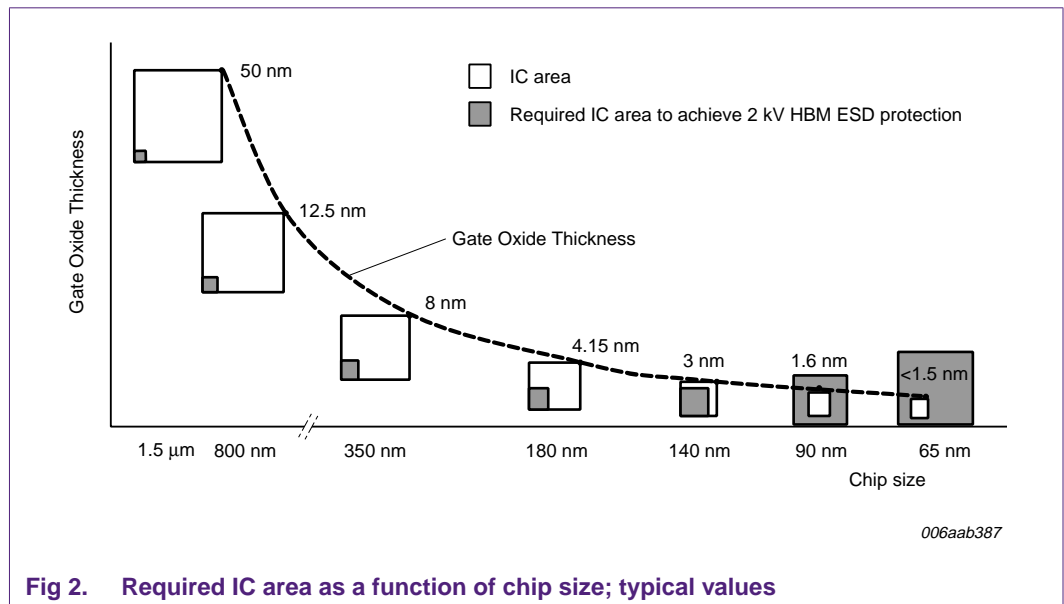 50 nm
IC area
Required IC area to achieve 2 kV HBM ESD protection
Gate Oxide Thickness
12.5 nm
Gate Oxide Thickness
8 nm
4.15 nm
3 nm
1.6 nm
<1.5 nm
1.5 μm
800 nm
350 nm
180 nm
140 nm
90 nm
65 nm
Chip size
006aab387
Fig 2. Required IC area as a function of chip size; typical values